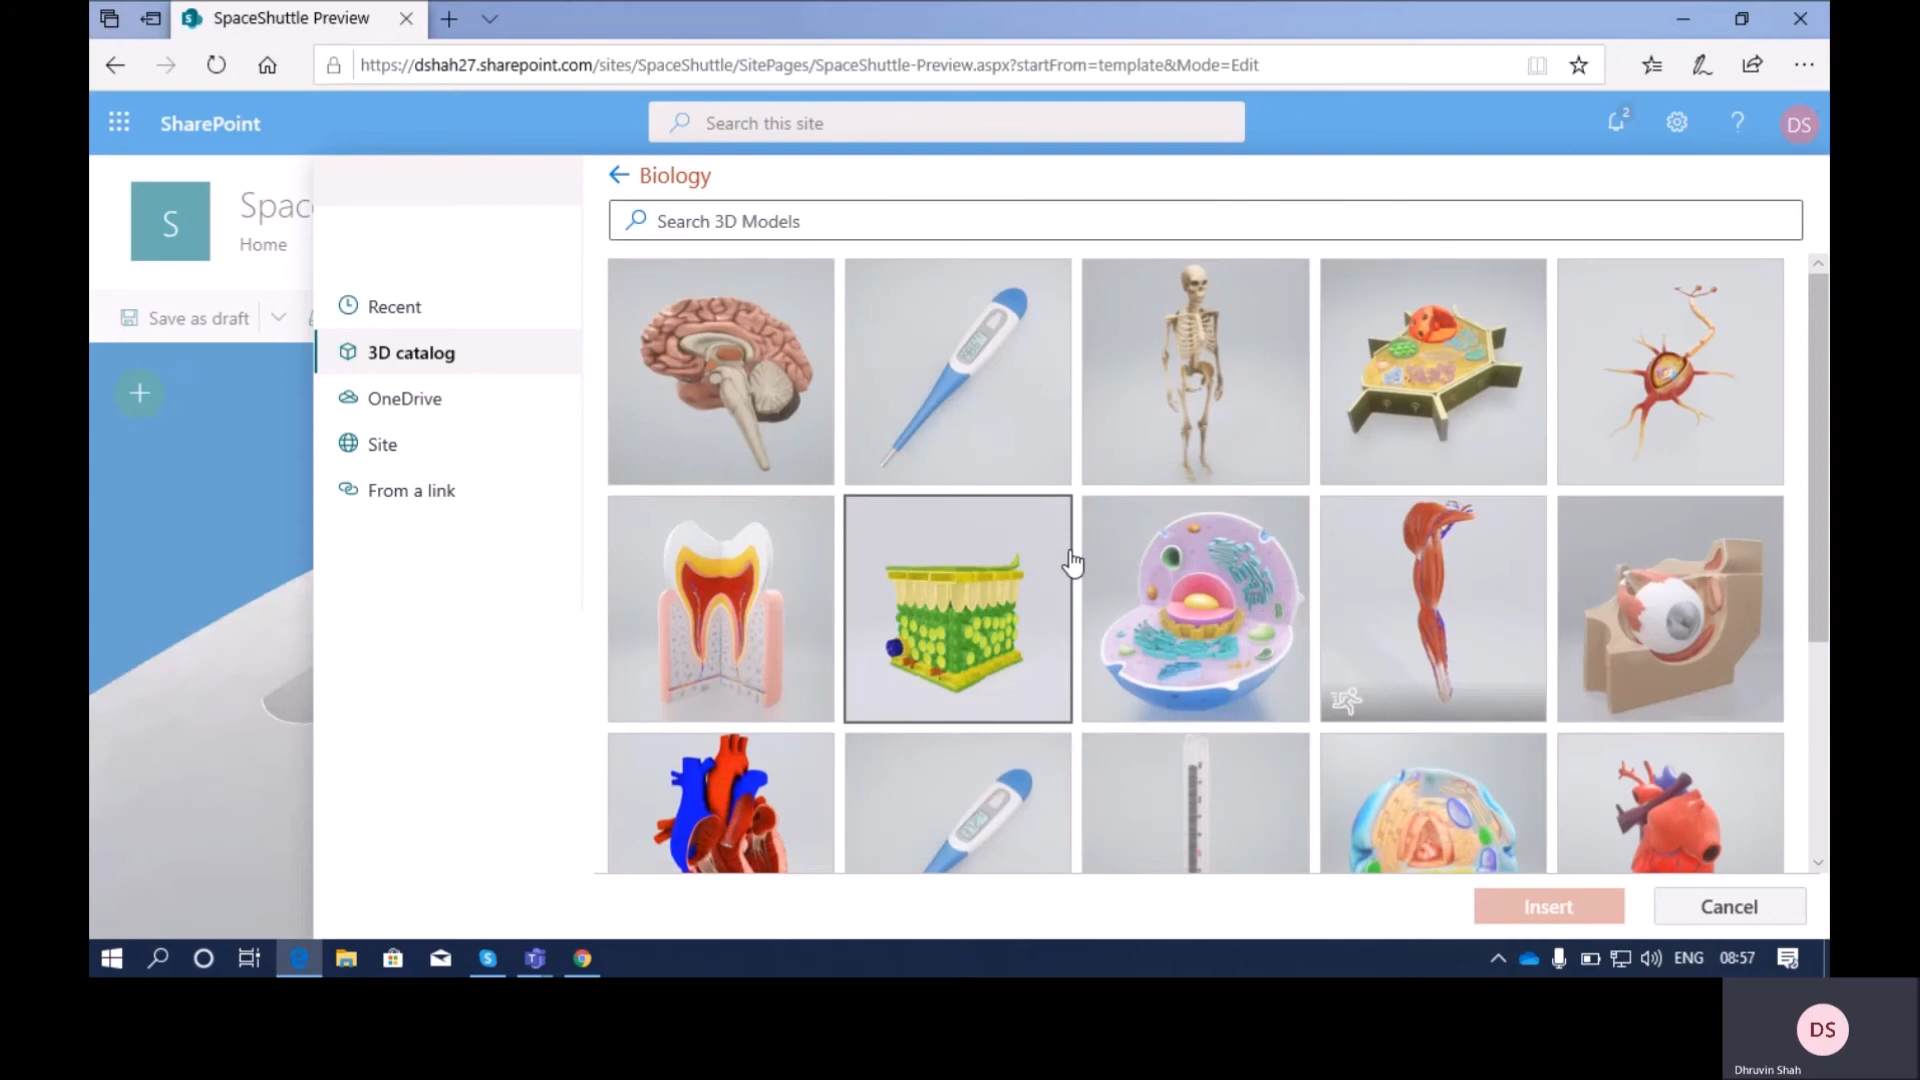 SpaceShuttle Preview
https://dshah27.sharepoint.com/sites/SpaceShuttle/SitePages/SpaceShuttle-Preview.aspx?startFrom=template&Mode=Edit
SharePoint
Search this site
2
DS
S
Spac
Home
Save as draft
Recent
3D catalog
OneDrive
Site
From a link
Biology
Search 3D Models
Insert
Cancel
ENG
08:57
DS
Dhruvin Shah